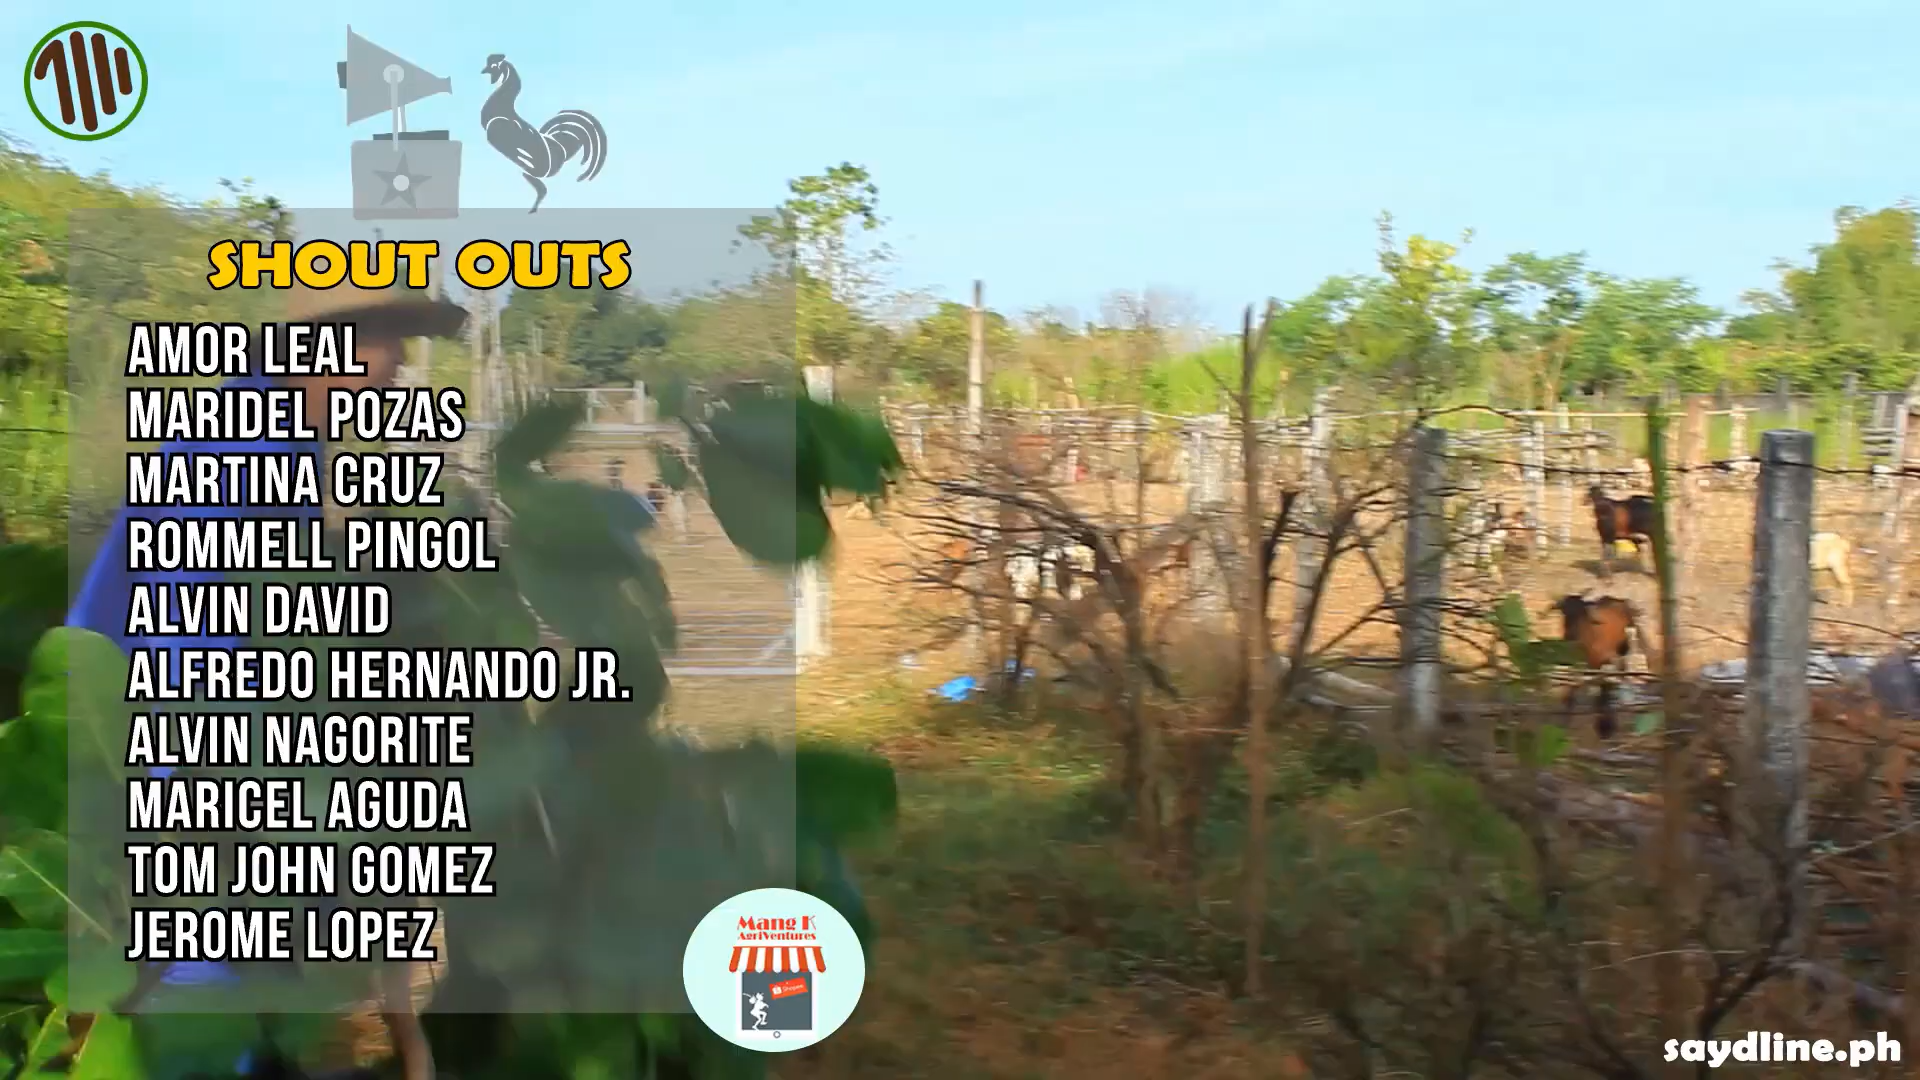 SHOUT OUTS
AMOR LEAL
MARIDEL POZAS
MARTINA CRUZ
ROMMELL PINGOL
ALVIN DAVID
ALFREDO HERNANDO JR.
ALVIN NAGORITE
MARICEL AGUDA
TOM JOHN GOMEZ
JEROME LOPEZ
Mang K
AgriVentures
Shopee
saydline.ph